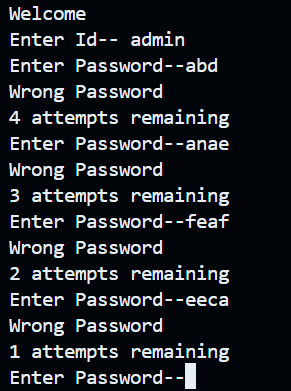 Welcome
Enter Id-- admin
Enter Password--abd
Wrong Password
4 attempts remaining
Enter Password--anae
Wrong Password
3 attempts remaining
Enter Password--feaf
Wrong Password
2 attempts remaining
Enter Password--eeca
Wrong Password
1 attempts remaining
Enter Password--